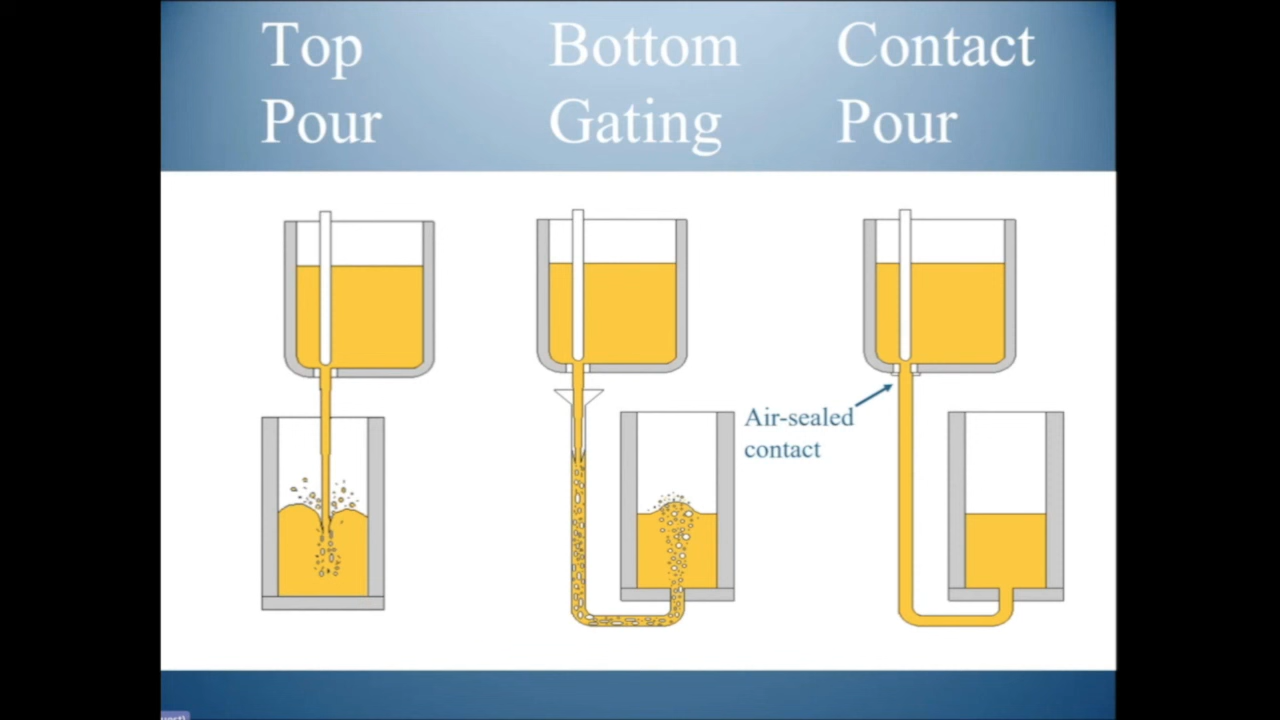 Top
Pour
Bottom
Gating
Contact
Pour
Air-sealed
contact